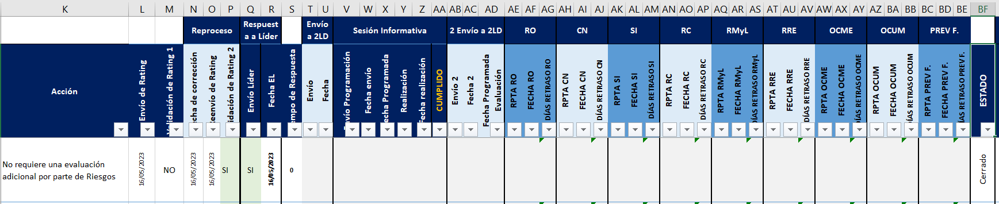 K L M N O P Q R S T U V W X Y Z AA AB AC AD AE AF AG AH AI AJ AK AL AM AN AO AP AQ AR AS AT AU AV AW AX AY AZ BA BB BC BD BE BF
Reproceso
Respuest
a a Líder
Envío
a 2LD
Sesión Informativa
2 Envío a 2LD
RO
CN
SI
RC
RMyL
RRE
OCME
OCUM
PREV F.
Acción
Envío de Rating
Validación de Rating 1
echa de corrección
Reenvío de Rating
lidación de Rating 2
Envío Líder
Fecha EL
empo de Respuesta
Envío
Fecha
nvío Programación
Fecha envío
echa Programada
Realización
Fecha realización
CUMPLIDO
Envío 2
Fecha 2
Fecha Programada
Evaluación
RPTA RO
FECHA RO
DÍAS RETRASO RO
RPTA CN
FECHA CN
DÍAS RETRASO CN
RPTA SI
FECHA SI
DÍAS RETRASO SI
RPTA RC
FECHA RC
DÍAS RETRASO RC
RPTA RMyL
FECHA RMyL
DÍAS RETRASO RMyL
RPTA RRE
FECHA RRE
DÍAS RETRASO RRE
RPTA OCME
FECHA OCME
DÍAS RETRASO OCME
RPTA OCUM
FECHA OCUM
DÍAS RETRASO OCUM
RPTA PREV F.
FECHA PREV F.
ÍAS RETRASO PREV F.
ESTADO
No requiere una evaluación
adicional por parte de Riesgos
16/05/2023
NO
16/05/2023
16/05/2023
SI
SI
16/05/2023
0
Cerrado